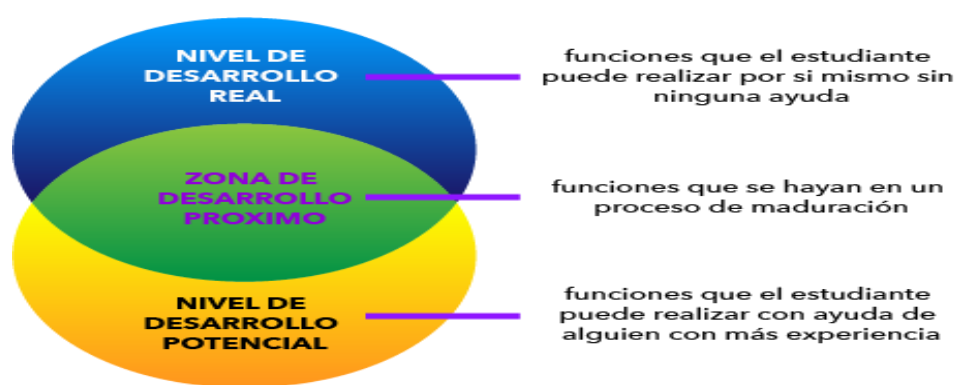 NIVEL DE
DESARROLLO
REAL
funciones que el estudiante
puede realizar por si mismo sin
ninguna ayuda
ZONA DE
DESARROLLO
PROXIMO
funciones que se hayan en un
proceso de maduración
NIVEL DE
DESARROLLO
POTENCIAL
funciones que el estudiante
puede realizar con ayuda de
alguien con más experiencia